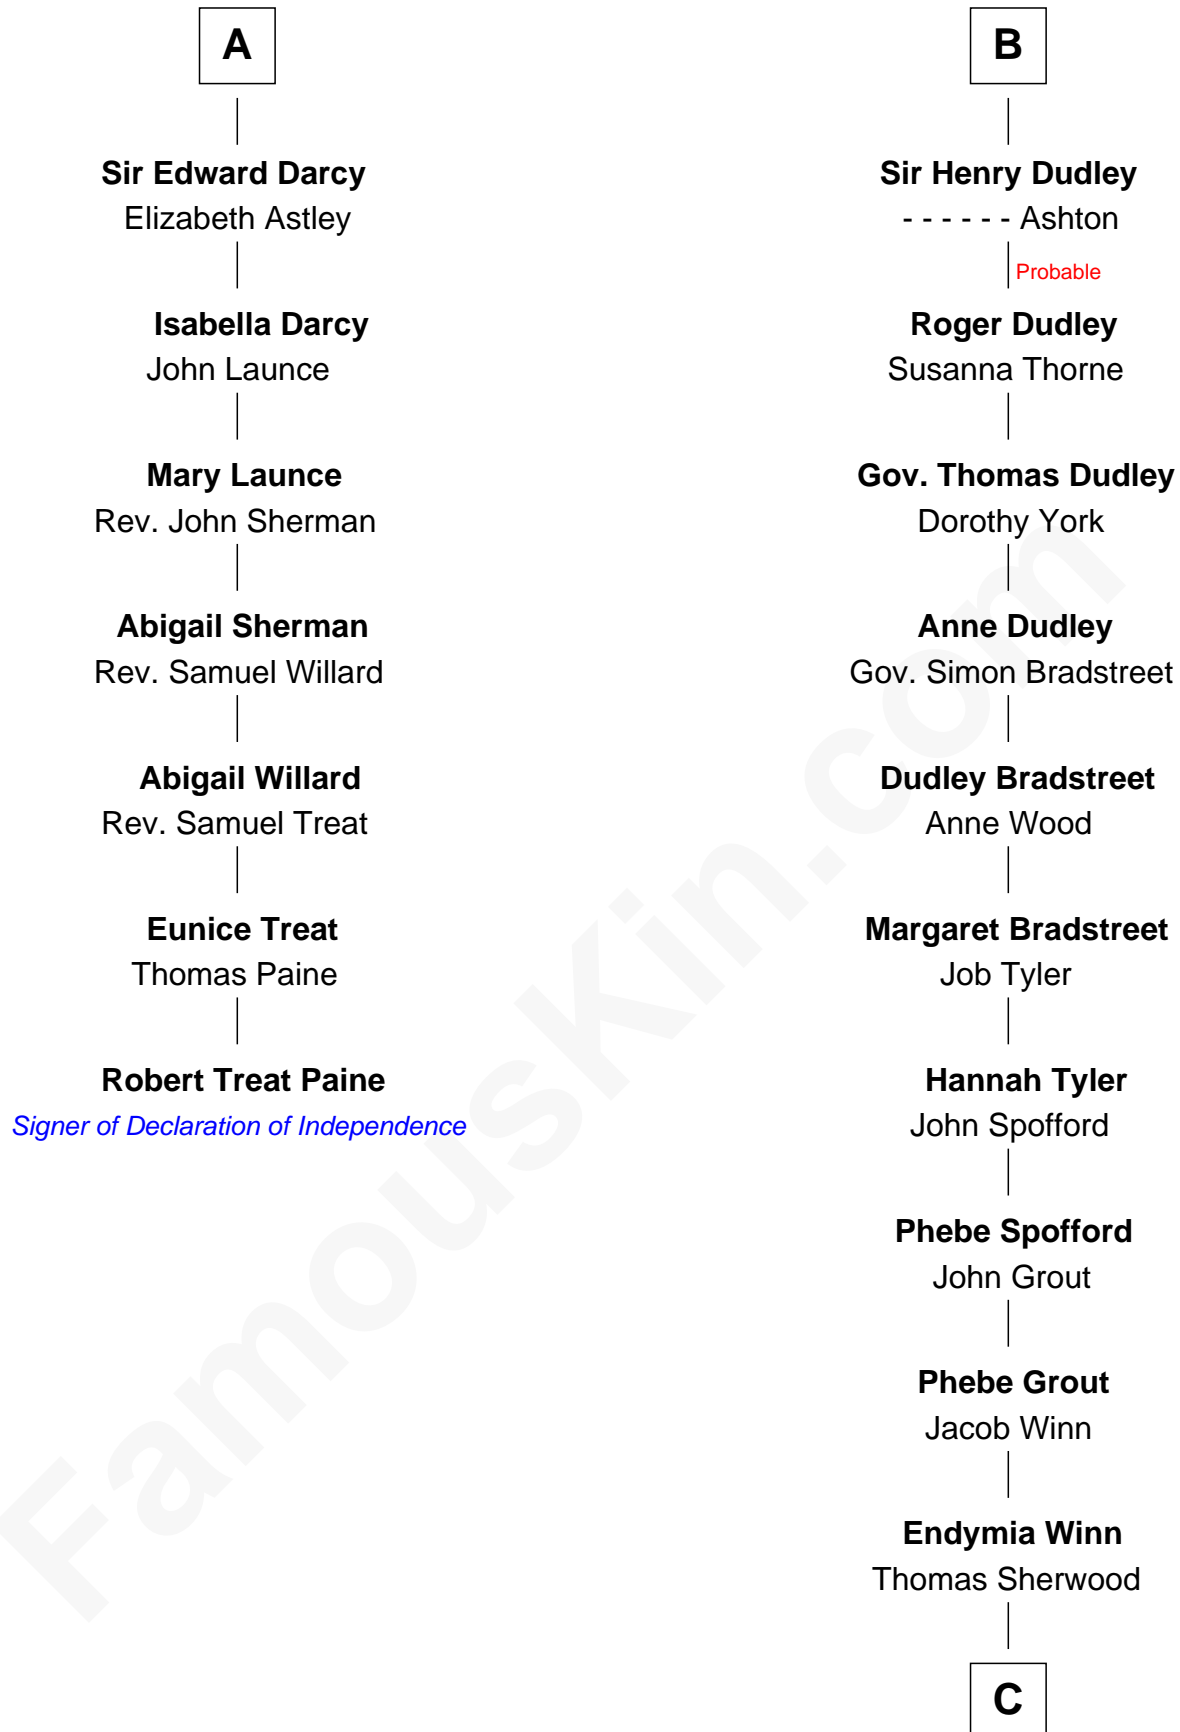 A
Sir Edward Darcy
Elizabeth Astley
Isabella Darcy
John Launce
Mary Launce
Rev. John Sherman
Abigail Sherman
Rev. Samuel Willard
Abigail Willard
Rev. Samuel Treat
Eunice Treat
Thomas Paine
Robert Treat Paine
Signer of Declaration of Independence
B
Sir Henry Dudley
- - - - - - Ashton
Probable
Roger Dudley
Susanna Thorne
Gov. Thomas Dudley
Dorothy York
Anne Dudley
Gov. Simon Bradstreet
Dudley Bradstreet
Anne Wood
Margaret Bradstreet
Job Tyler
Hannah Tyler
John Spofford
Phebe Spofford
John Grout
Phebe Grout
Jacob Winn
Endymia Winn
Thomas Sherwood
C
FamousKin.com